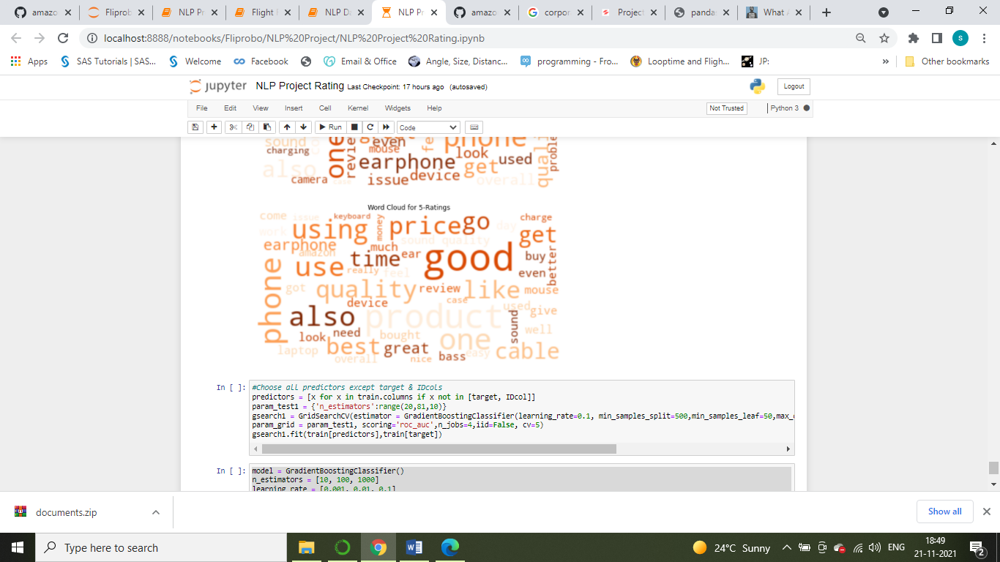 amazo
Fliprob
NLP Pr
Flight F
NLP Da
NLP Pr
amazo
corpor
Project
panda
What A
localhost:8888/notebooks/Fliprobo/NLP%20Project/NLP%20Project%20Rating.ipynb
S
Apps
SAS Tutorials | SAS...
Welcome
Facebook
Email & Office
Angle, Size, Distanc...
programming - Fro...
Looptime and Fligh...
JP:
»
Other bookmarks
jupyter NLP Project Rating Last Checkpoint: 17 hours ago (autosaved)
Logout
File Edit View Insert Cell Kernel Widgets Help
Not Trusted
Python 3
Run
Code
sound
charging
also
camera
one
revie
even
mouse
earphone
issue
device
phone
look
get
used
overall
quali
proble
Word Cloud for 5-Ratings
come
issue
keyboard
work
using
money
price
go
day
charge
earphone
amazon
much
sound quality
get
use
time
ear
good
buy
better
really
feel
even
phone
got
quality
review
like
mouse
device
case
used
give
also
product
sound
well
look
need
bought
one
laptop
best
great
easy
cable
overall
nice
bass
In [ ]:
#Choose all predictors except target & IDcols
predictors = [x for x in train.columns if x not in [target, IDcol]]
param_test1 = {'n_estimators':range(20,81,10)}
gsearch1 = GridSearchCV(estimator = GradientBoostingClassifier(learning_rate=0.1, min_samples_split=500,min_samples_leaf=50,max_
param_grid = param_test1, scoring='roc_auc',n_jobs=4,iid=False, cv=5)
gsearch1.fit(train[predictors],train[target])
In [ ]:
model = GradientBoostingClassifier()
n_estimators = [10, 100, 1000]
learning_rate = [0.001, 0.01, 0.1]
documents.zip
Show all
Type here to search
24°C Sunny
ENG
18:49
21-11-2021
2